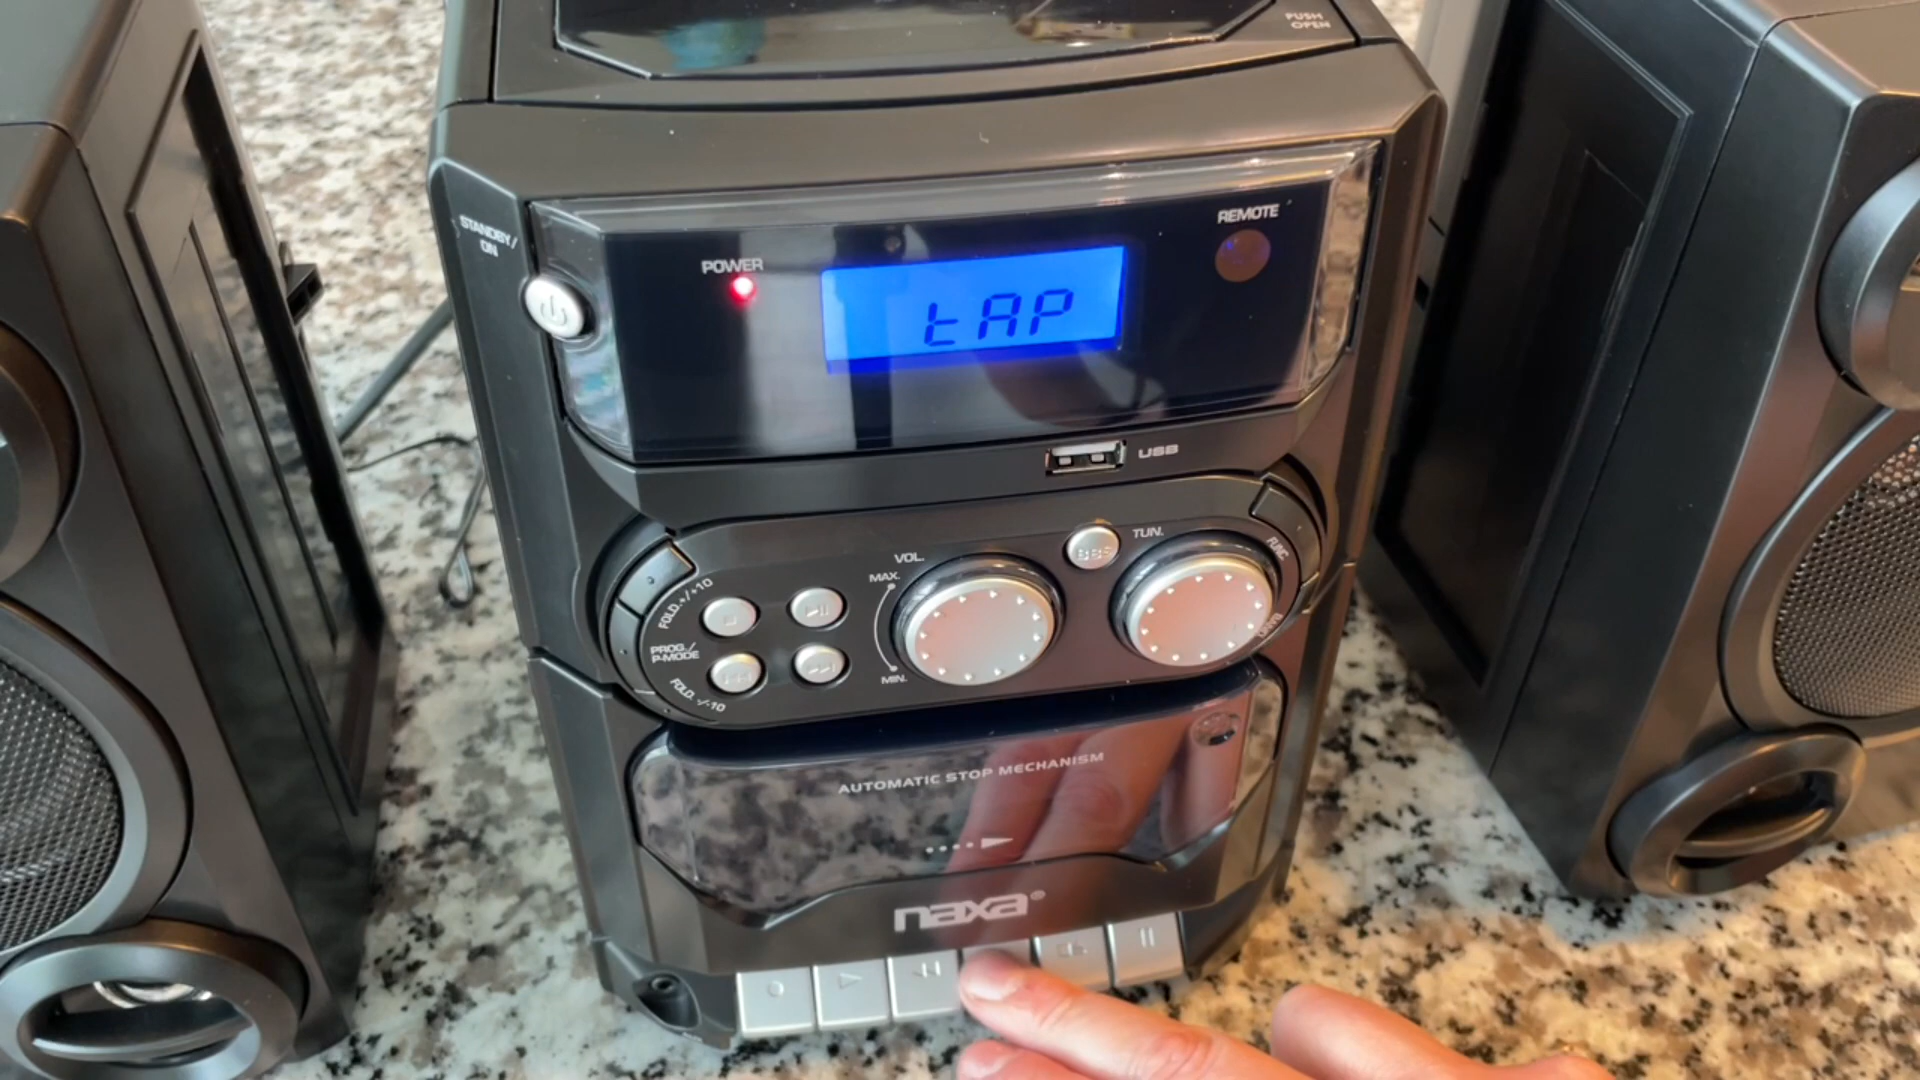 PUSH
OPEN
STANDBY/
ON
POWER
REMOTE
tAP
USB
VOL.
TUN.
MAX.
BBS
FUNC.
FOLD.+/+10
PROG./
P-MODE
BAND
MIN.
FOLD.-/-10
AUTOMATIC STOP MECHANISM
naxa®